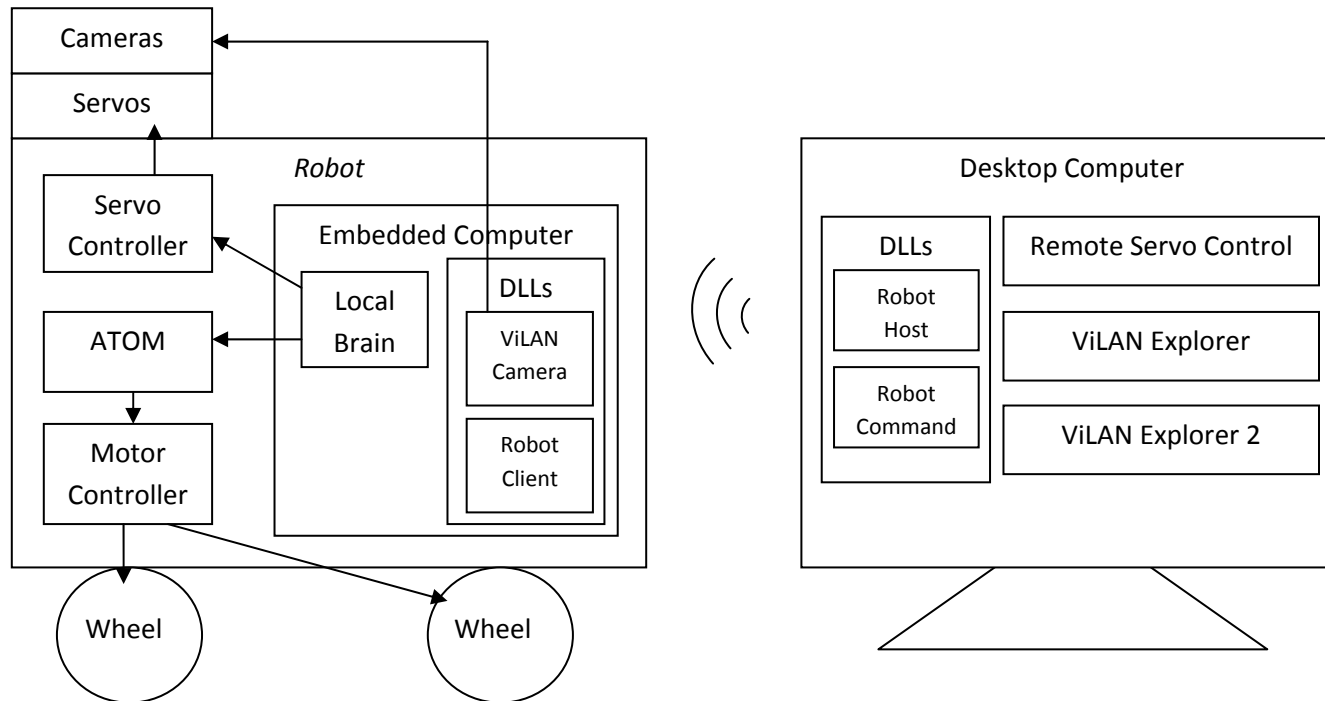 Cameras
Servos
Robot
Servo
Controller
ATOM
Motor
Controller
Embedded Computer
Local
Brain
DLLs
ViLAN
Camera
Robot
Client
Wheel
Wheel
Desktop Computer
DLLs
Robot
Host
Robot
Command
Remote Servo Control
ViLAN Explorer
ViLAN Explorer 2